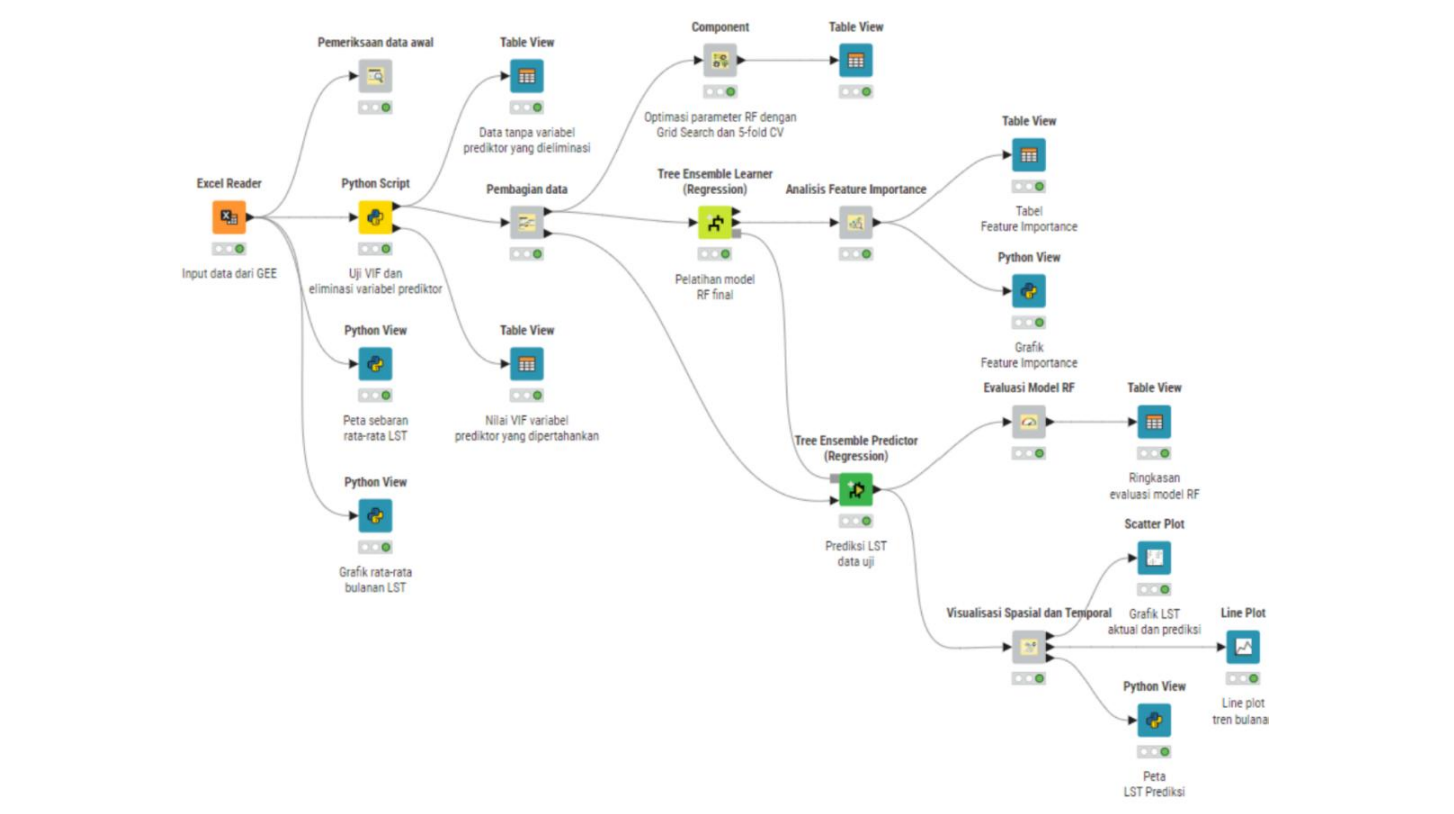 Component
Table View
Pemeriksaan data awal
Table View
Optimasi parameter RF dengan
Grid Search dan 5-fold CV
Data tanpa variabel
prediktor yang dieliminasi
Table View
Excel Reader
Python Script
Pembagian data
Tree Ensemble Learner
(Regression)
Analisis Feature Importance
Tabel
Feature Importance
Input data dari GEE
Uji VIF dan
eliminasi variabel prediktor
Pelatihan model
RF final
Python View
Python View
Table View
Grafik
Feature Importance
Peta sebaran
rata-rata LST
Nilai VIF variabel
prediktor yang dipertahankan
Evaluasi Model RF
Table View
Tree Ensemble Predictor
(Regression)
Ringkasan
evaluasi model RF
Python View
Prediksi LST
data uji
Scatter Plot
Grafik rata-rata
bulanan LST
Visualisasi Spasial dan Temporal
Grafik LST
aktual dan prediksi
Line Plot
Python View
Line plot
tren bulana
Peta
LST Prediksi